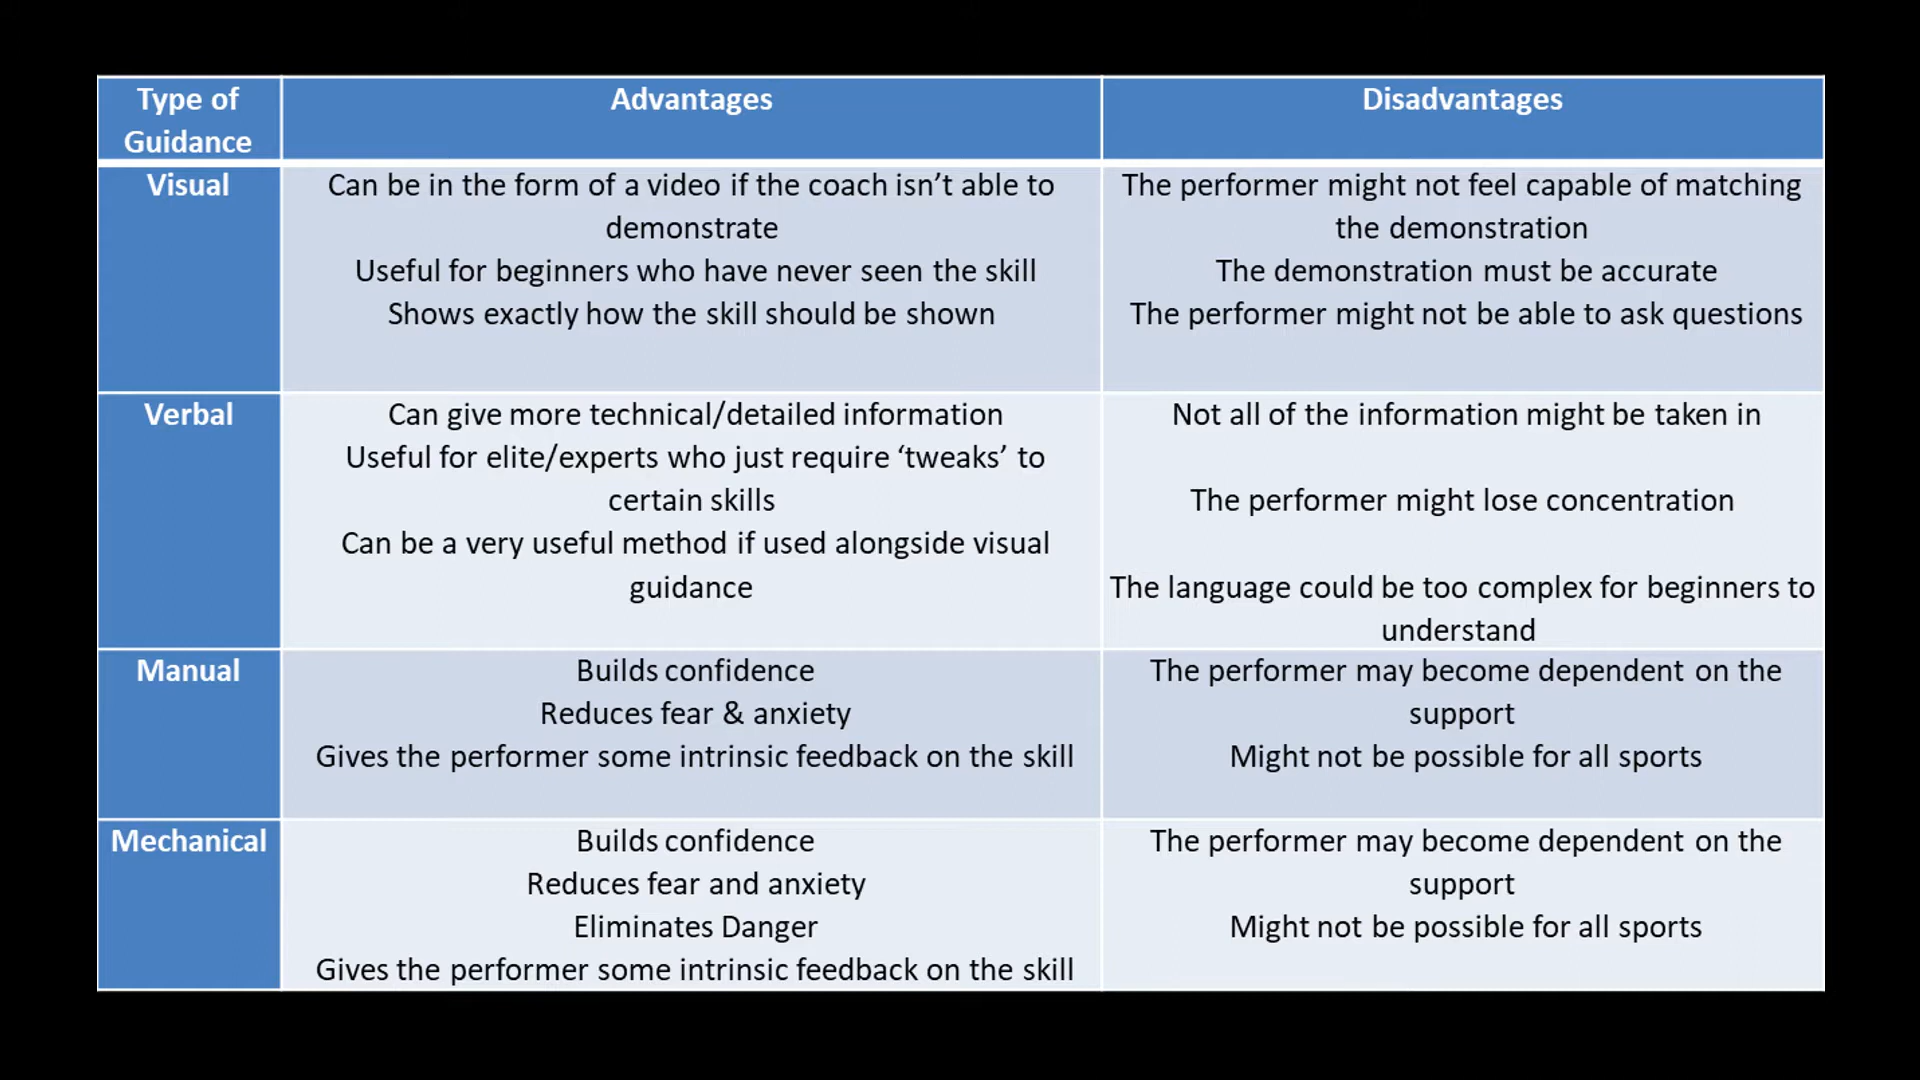 Type of
Guidance
Advantages
Disadvantages
Visual
Can be in the form of a video if the coach isn’t able to
demonstrate
Useful for beginners who have never seen the skill
Shows exactly how the skill should be shown
The performer might not feel capable of matching
the demonstration
The demonstration must be accurate
The performer might not be able to ask questions
Verbal
Can give more technical/detailed information
Useful for elite/experts who just require ‘tweaks’ to
certain skills
Can be a very useful method if used alongside visual
guidance
Not all of the information might be taken in
The performer might lose concentration
The language could be too complex for beginners to
understand
Manual
Builds confidence
Reduces fear & anxiety
Gives the performer some intrinsic feedback on the skill
The performer may become dependent on the
support
Might not be possible for all sports
Mechanical
Builds confidence
Reduces fear and anxiety
Eliminates Danger
Gives the performer some intrinsic feedback on the skill
The performer may become dependent on the
support
Might not be possible for all sports